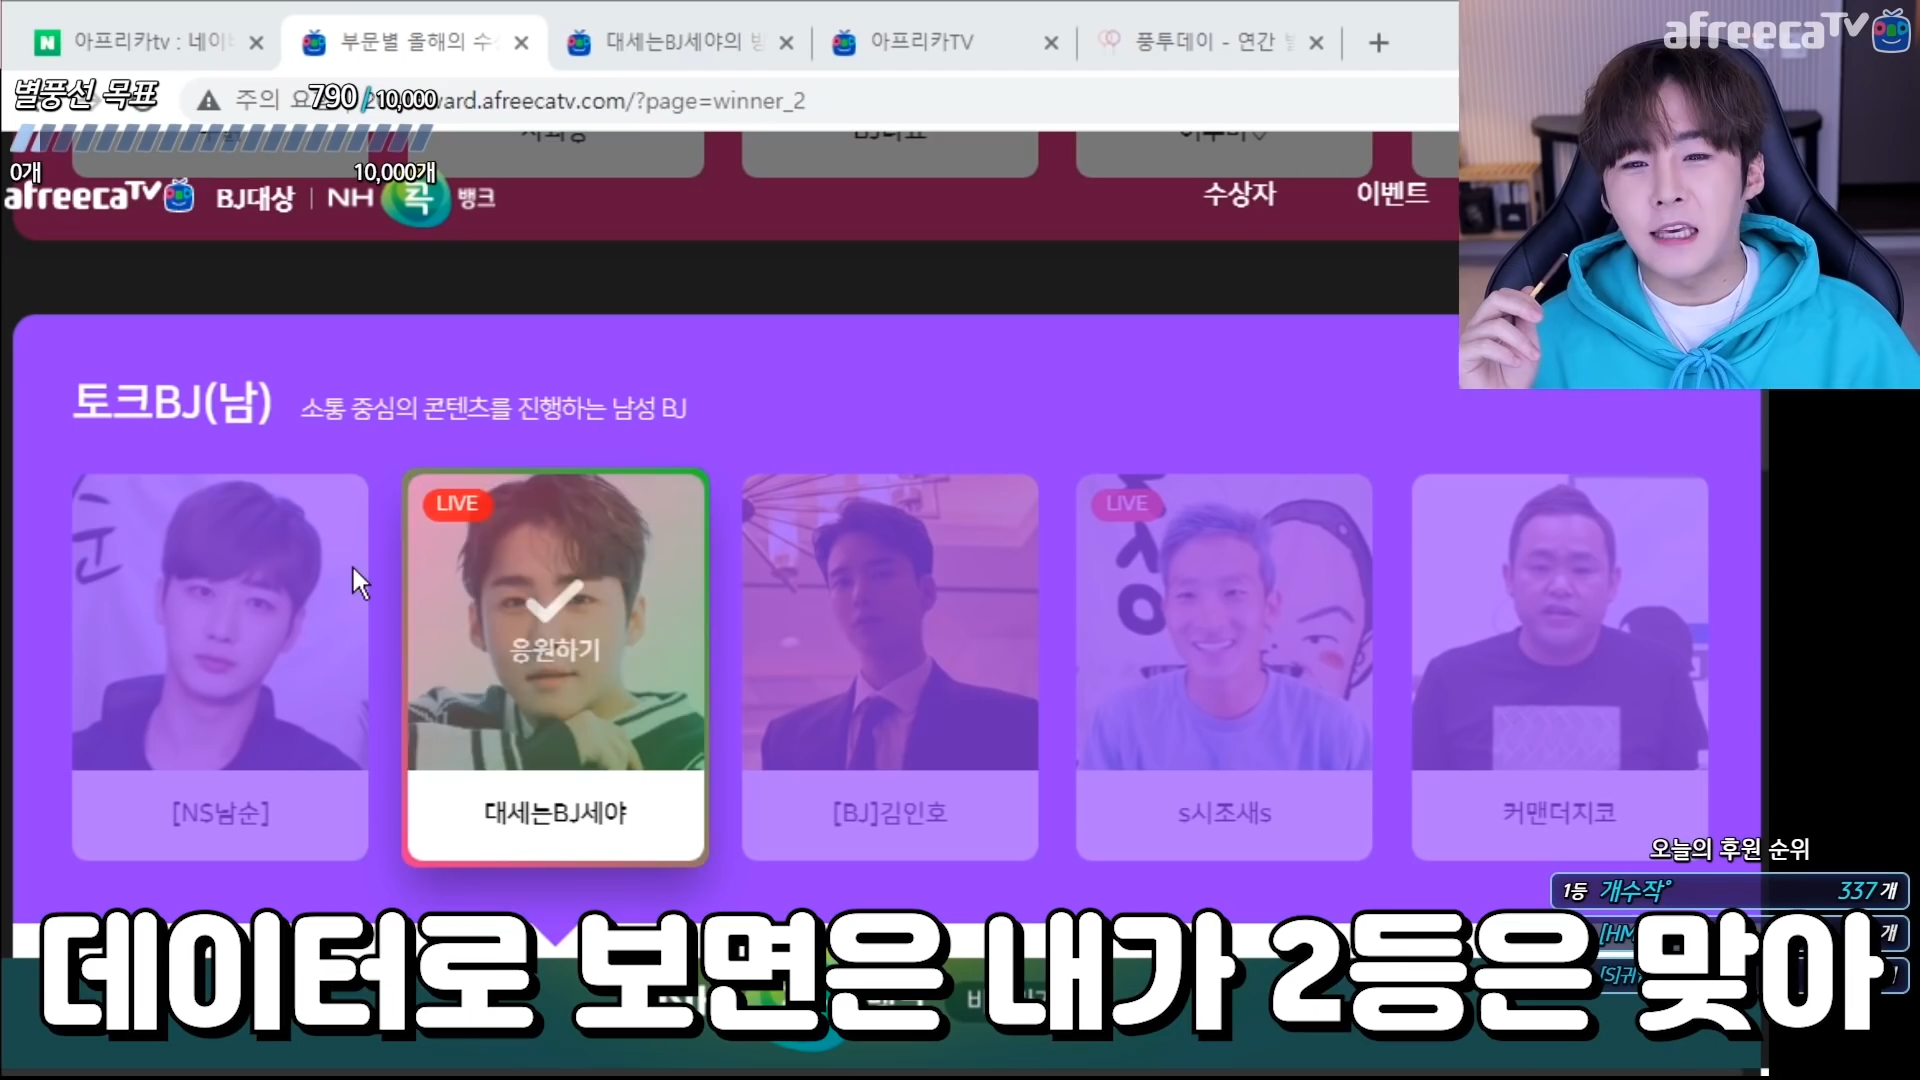 아프리카tv : 네이
부문별 올해의 수
대세는BJ세야의 방
아프리카TV
풍투데이 - 연간 별
별풍선 목표
790 / 10,000
주의 요
ward.afreecatv.com/?page=winner_2
0개
10,000개
afreecaTV
BJ대상 | NH 콕 뱅크
수상자
이벤트
afreecaTV
토크BJ(남)
소통 중심의 콘텐츠를 진행하는 남성 BJ
LIVE
LIVE
응원하기
[NS남순]
대세는BJ세야
[BJ]김인호
s시조새s
커맨더지코
오늘의 후원 순위
1등 개수작° 337개
[HM
개
[S]귀
데이터로 보면은 내가 2등은 맞아